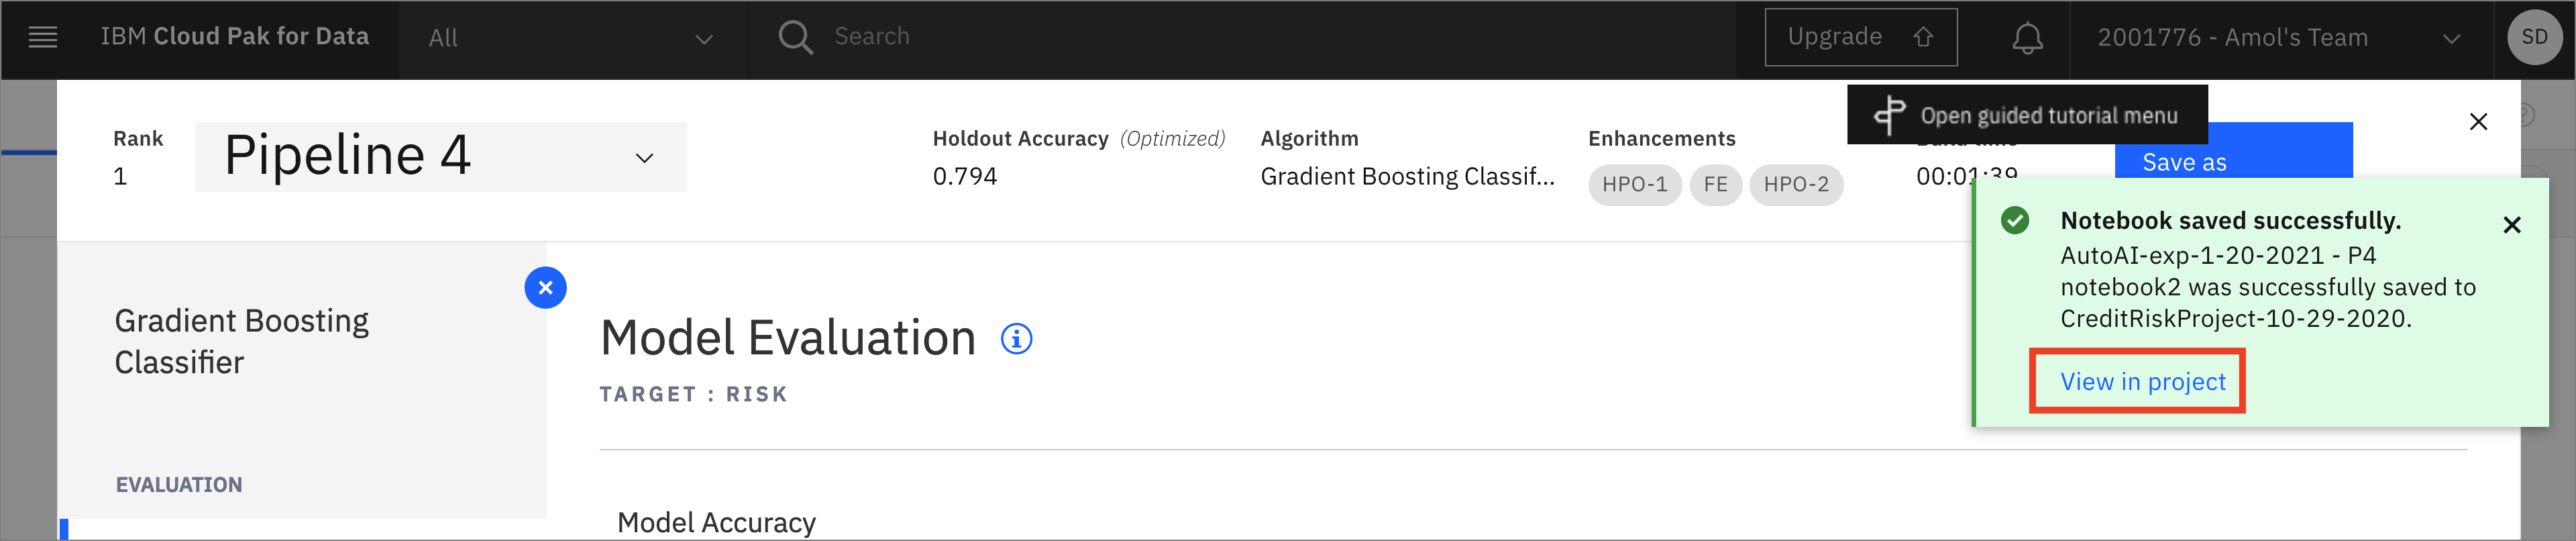 IBM Cloud Pak for Data
All
Search
Upgrade
2001776 - Amol's Team
SD
Open guided tutorial menu
Rank
1
Pipeline 4
Holdout Accuracy (Optimized)
0.794
Algorithm
Gradient Boosting Classif...
Enhancements
HPO-1 FE HPO-2
00:01:39
Save as
Notebook saved successfully.
AutoAI-exp-1-20-2021 - P4
notebook2 was successfully saved to
CreditRiskProject-10-29-2020.
View in project
Gradient Boosting
Classifier
EVALUATION
Model Evaluation
TARGET : RISK
Model Accuracy